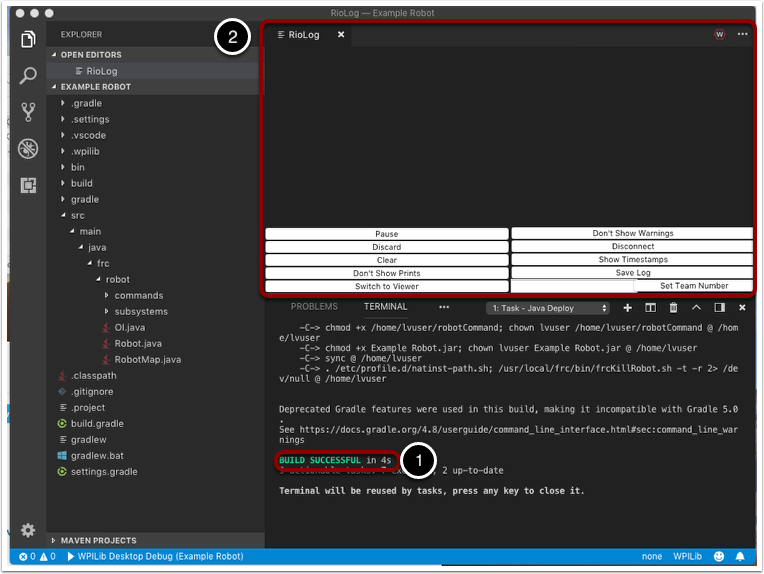 RioLog — Example Robot
EXPLORER
OPEN EDITORS
RioLog
EXAMPLE ROBOT
.gradle
.settings
.vscode
.wpilib
bin
build
gradle
src
main
java
frc
robot
commands
subsystems
OI.java
Robot.java
RobotMap.java
.classpath
.gitignore
.project
build.gradle
gradlew
gradlew.bat
settings.gradle
MAVEN PROJECTS
2
RioLog
W
Pause
Don't Show Warnings
Discard
Disconnect
Clear
Show Timestamps
Don't Show Prints
Save Log
Switch to Viewer
Set Team Number
PROBLEMS TERMINAL
1: Task - Java Deploy
-C-> chmod +x /home/lvuser/robotCommand; chown lvuser /home/lvuser/robotCommand @ /hom
e/lvuser
-C-> chmod +x Example Robot.jar; chown lvuser Example Robot.jar @ /home/lvuser
-C-> sync @ /home/lvuser
-C-> . /etc/profile.d/natinst-path.sh; /usr/local/frc/bin/frcKillRobot.sh -t -r 2> /de
v/null @ /home/lvuser
Deprecated Gradle features were used in this build, making it incompatible with Gradle 5.0
.
See https://docs.gradle.org/4.8/userguide/command_line_interface.html#sec:command_line_war
nings
BUILD SUCCESSFUL in 4s
1
, 2 up-to-date
Terminal will be reused by tasks, press any key to close it.
0 0 WPILib Desktop Debug (Example Robot)
none WPILib